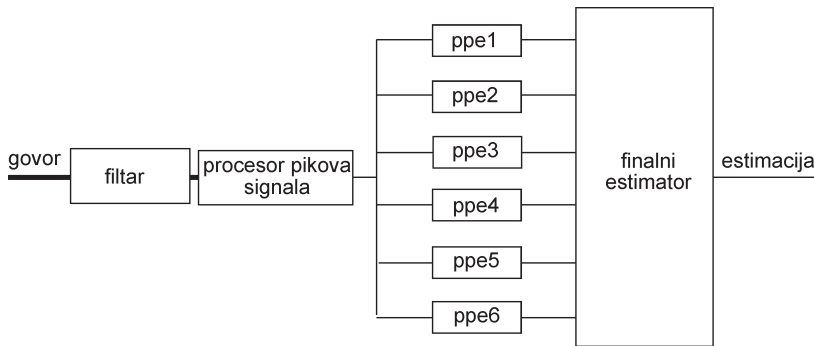 govor
filtar
procesor pikova
signala
ppe1
ppe2
ppe3
ppe4
ppe5
ppe6
finalni
estimator
estimacija